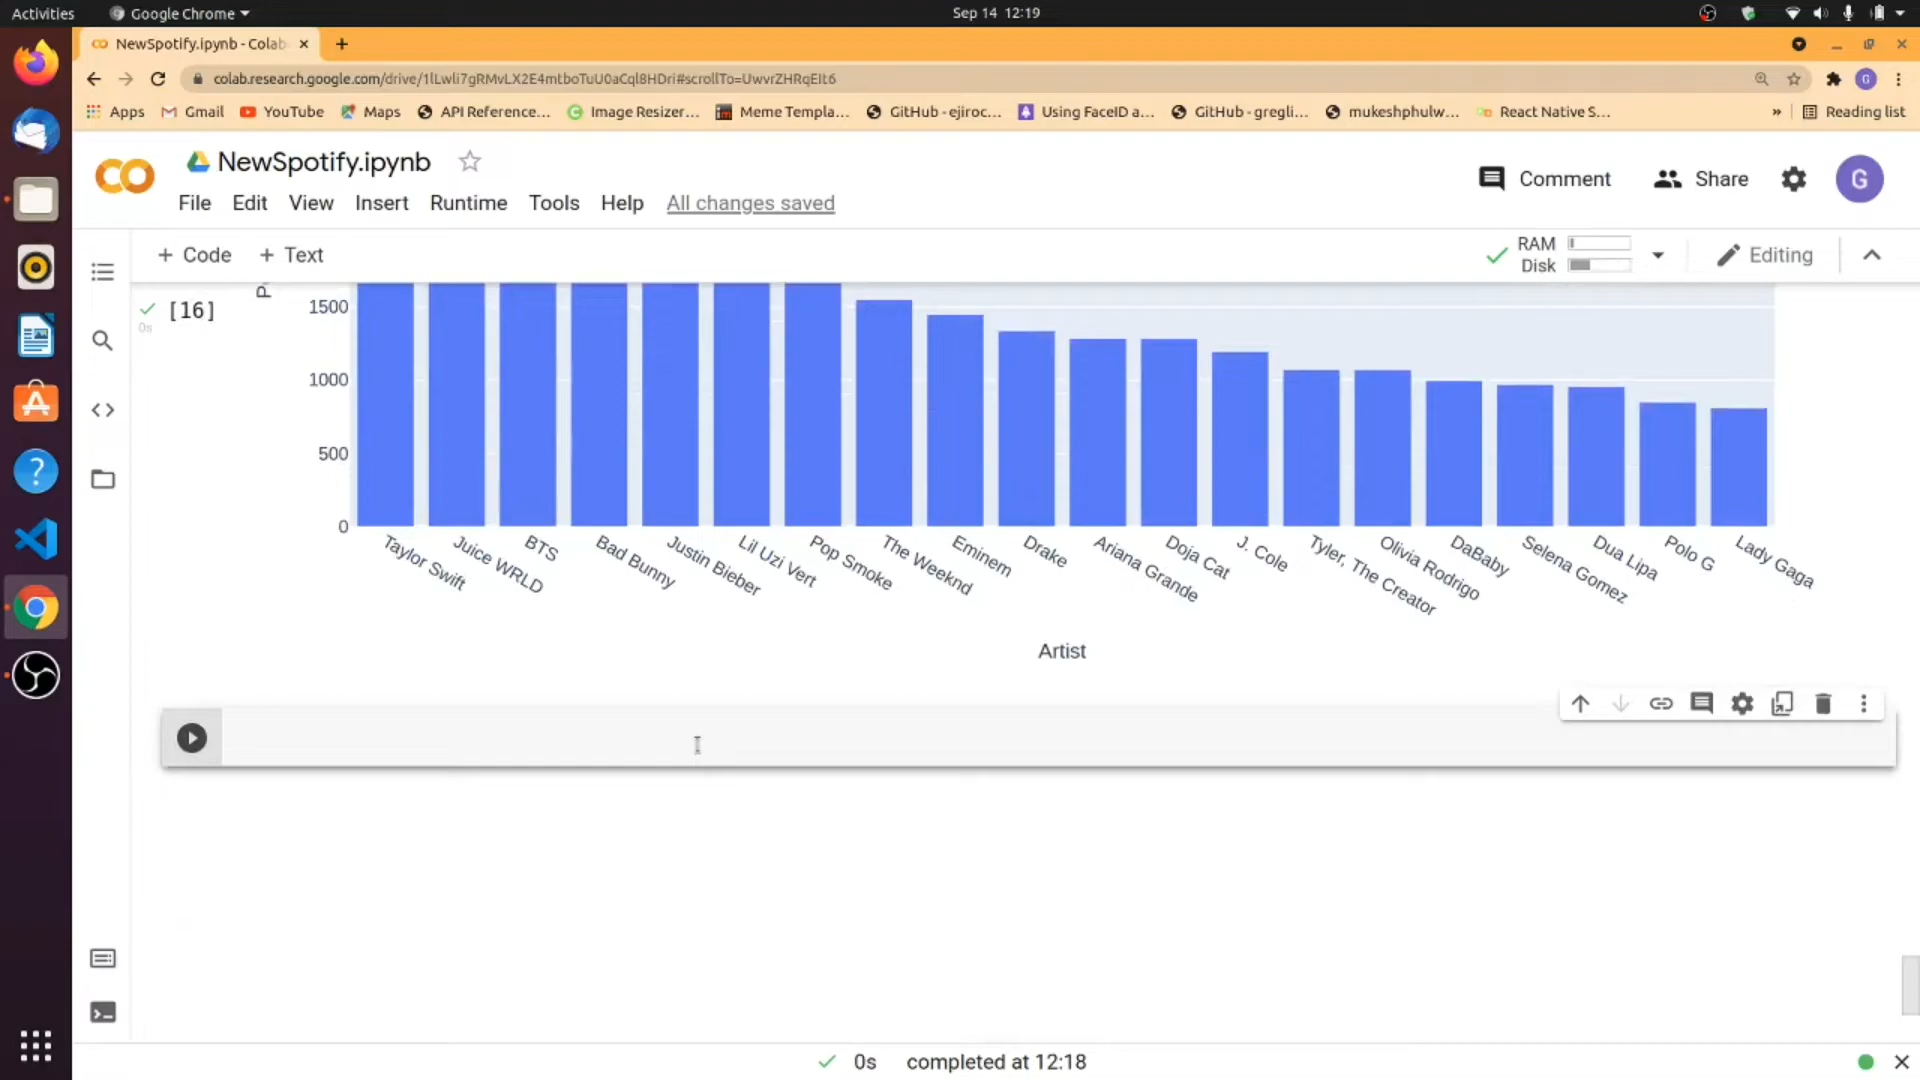 Activities Google Chrome Sep 14 12:19
NewSpotify.ipynb - Colab
colab.research.google.com/drive/1lLwli7gRMvLX2E4mtboTuU0aCql8HDri#scrollTo=UwvrZHRqEIt6 G
Apps Gmail YouTube Maps API Reference... Image Resizer... Meme Templa... GitHub - ejiroc... Using FaceID a... GitHub - gregli... mukeshphulw... React Native S... » Reading list
NewSpotify.ipynb
Comment Share G
File Edit View Insert Runtime Tools Help All changes saved
+ Code + Text RAM Disk Editing
[16]
0s
1500
1000
500
0
Taylor Swift Juice WRLD BTS Bad Bunny Justin Bieber Lil Uzi Vert Pop Smoke The Weeknd Eminem Drake Ariana Grande Doja Cat J. Cole Tyler, The Creator Olivia Rodrigo DaBaby Selena Gomez Dua Lipa Polo G Lady Gaga
Artist
0s completed at 12:18